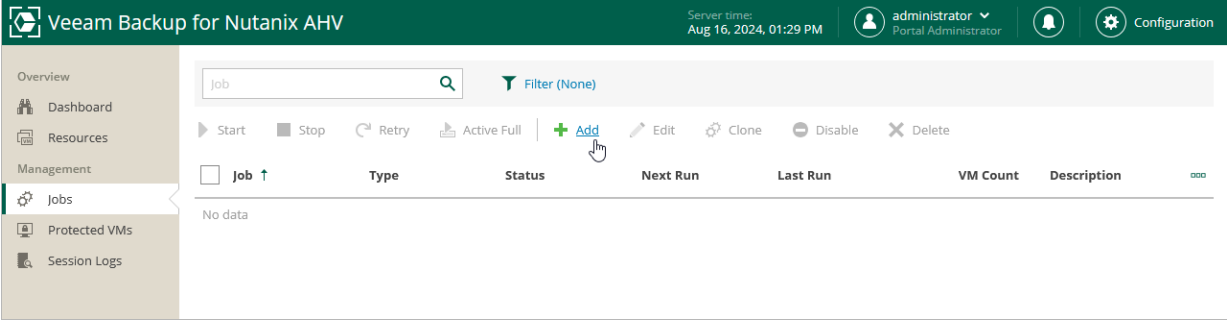 Veeam Backup for Nutanix AHV
Server time:
Aug 16, 2024, 01:29 PM
administrator
Portal Administrator
Configuration
Overview
Dashboard
Resources
Management
Jobs
Protected VMs
Session Logs
Job
Filter (None)
Start Stop Retry Active Full Add Edit Clone Disable Delete
Job Type Status Next Run Last Run VM Count Description
No data